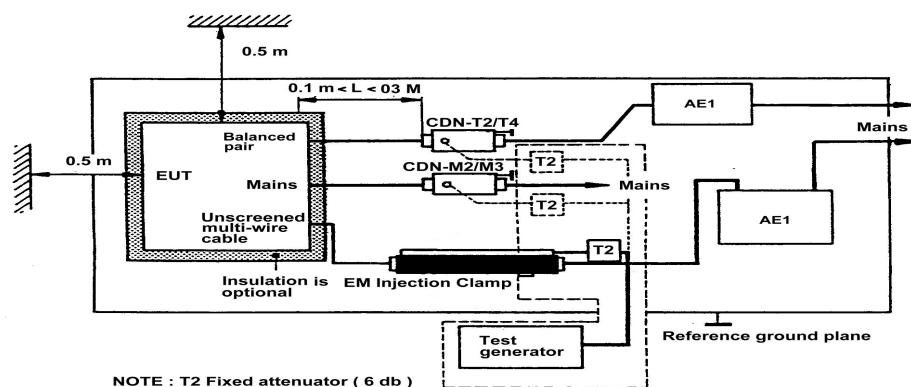 0.5 m
0.1 m < L < 03 M
AE1
CDN-T2/T4
Balanced
pair
T2
Mains
0.5 m
EUT
CDN-M2/M3
Mains
Mains
T2
AE1
Unscreened
multi-wire
cable
T2
Insulation is
optional
EM Injection Clamp
Reference ground plane
Test
generator
NOTE : T2 Fixed attenuator ( 6 db )